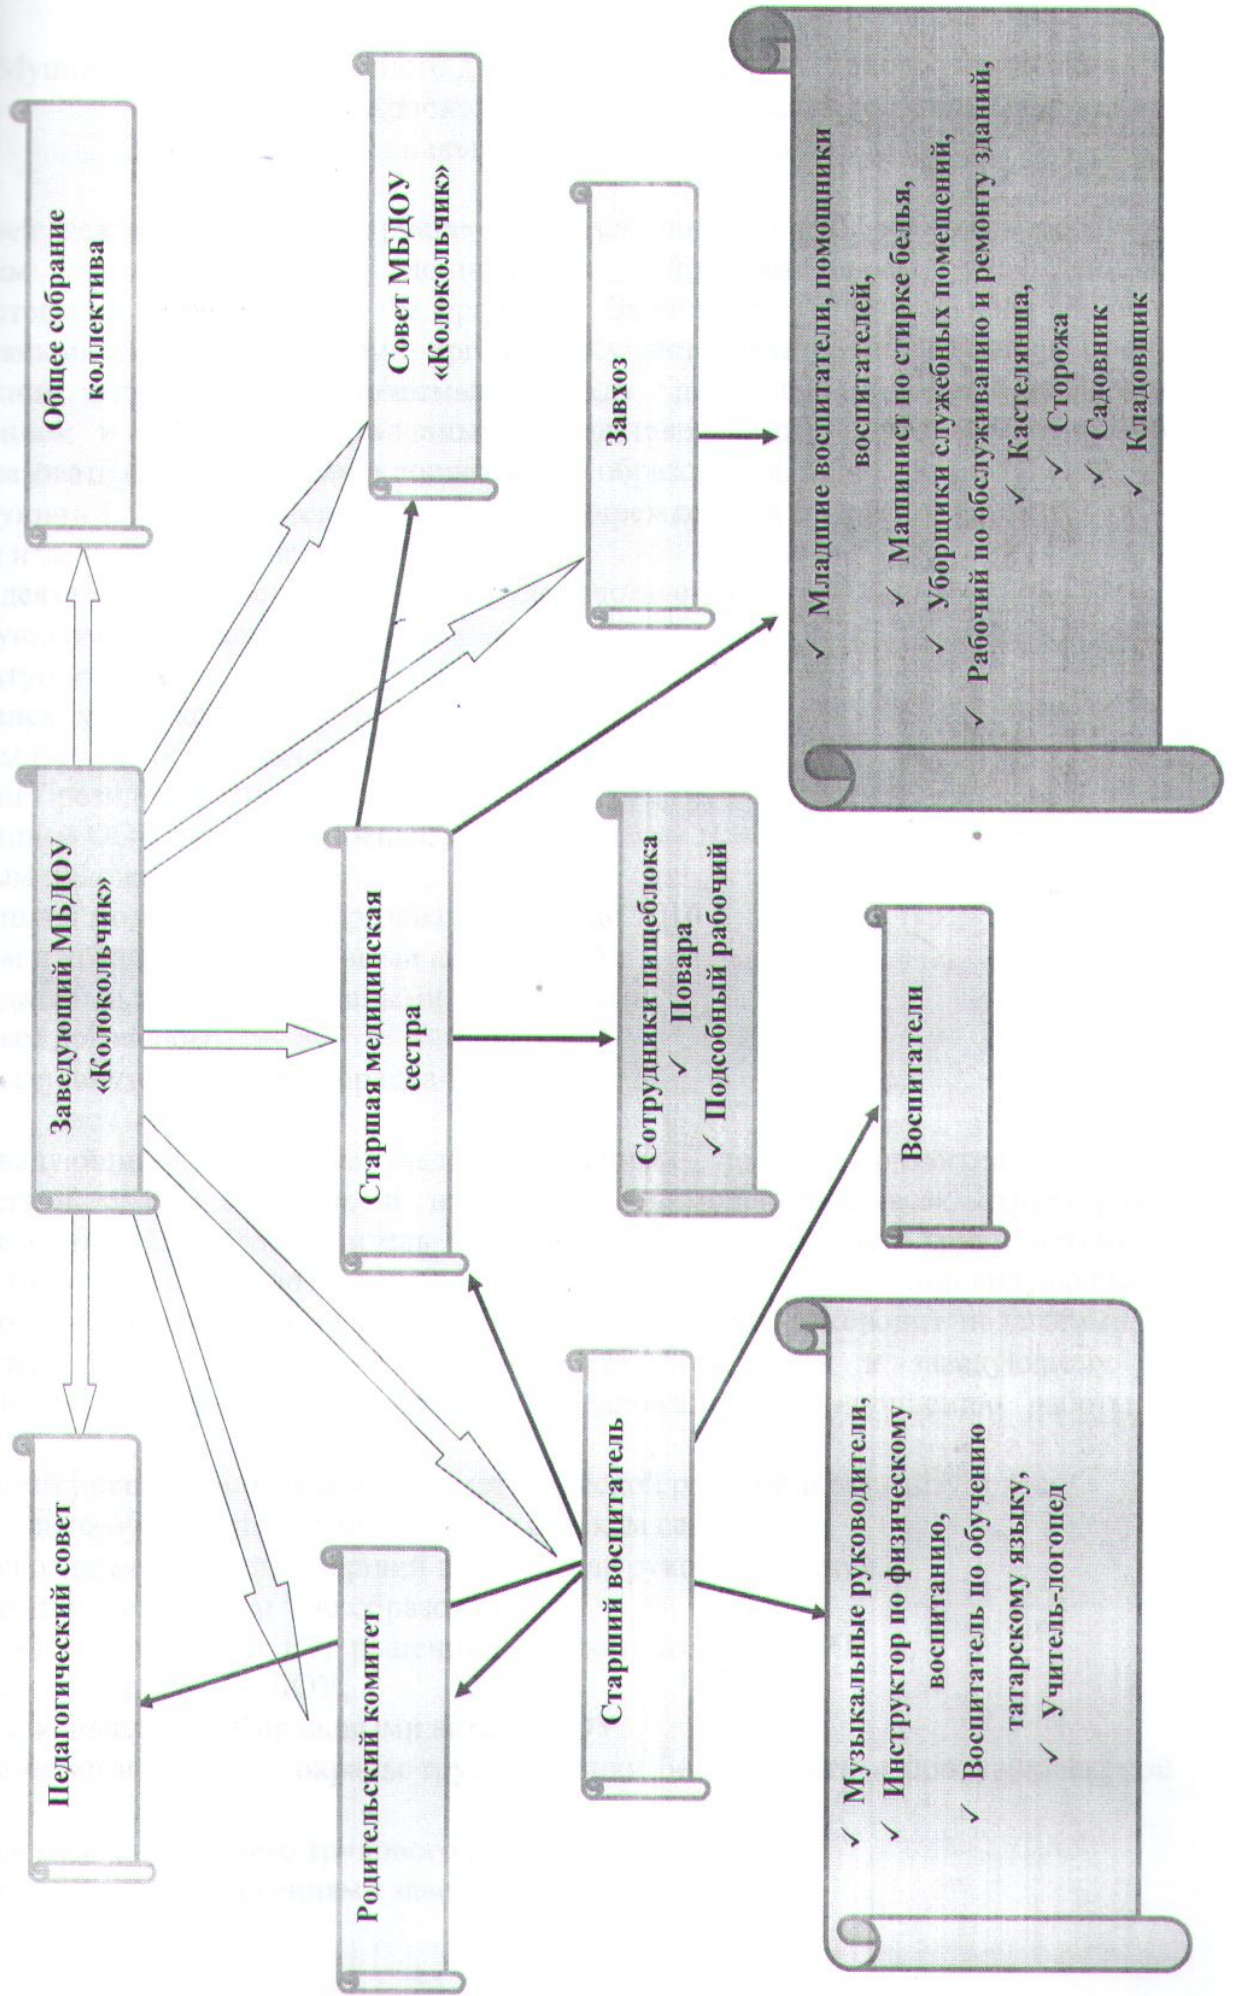 Педагогический совет
Заведующий МБДОУ
«Колокольчик»
Общее собрание
коллектива
Родительский комитет
Старшая медицинская
сестра
Совет МБДОУ
«Колокольчик»
Старший воспитатель
Сотрудники пищеблока
✓ Повара
✓ Подсобный рабочий
Завхоз
✓ Музыкальные руководители,
✓ Инструктор по физическому
воспитанию,
✓ Воспитатель по обучению
татарскому языку,
✓ Учитель-логопед
Воспитатели
✓ Младшие воспитатели, помощники
воспитателей,
✓ Машинист по стирке белья,
✓ Уборщики служебных помещений,
✓ Рабочий по обслуживанию и ремонту зданий,
✓ Кастелянша,
✓ Сторожа
✓ Садовник
✓ Кладовщик